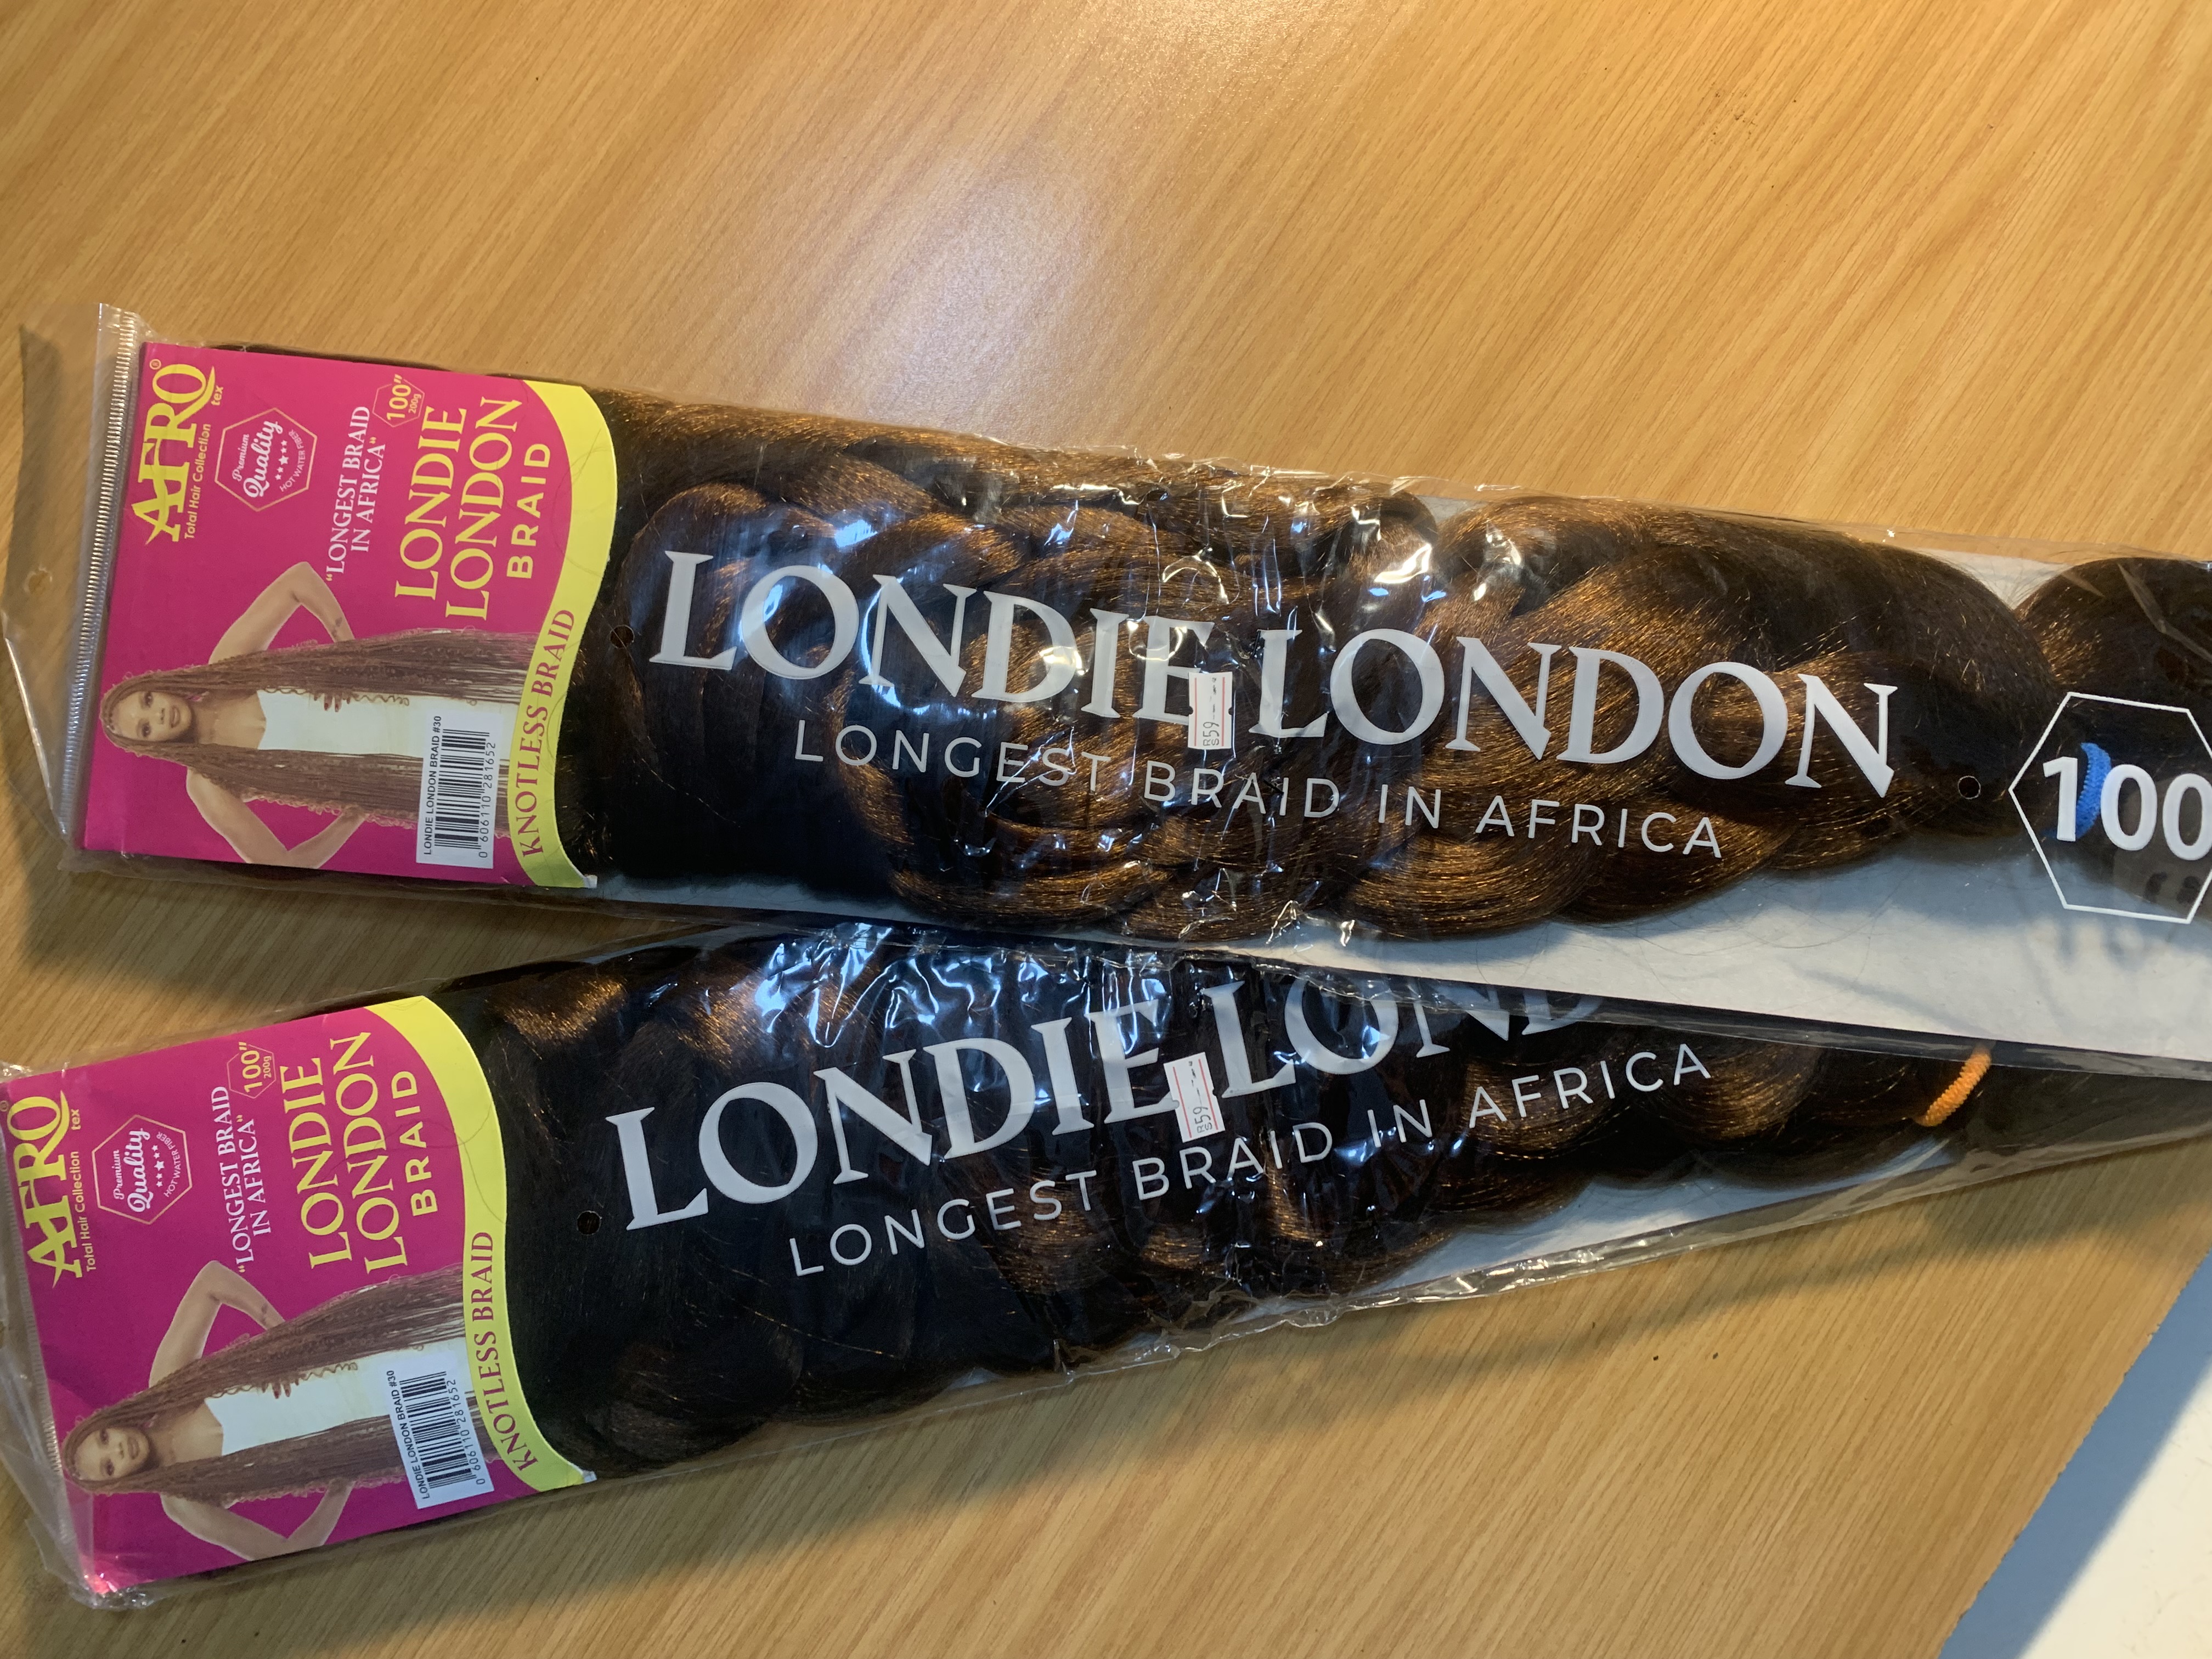 AFRO®
tex
Total Hair Collection
Premium
Quality
HOT WATER FIBER
"LONGEST BRAID
IN AFRICA"
100"
200g
LONDIE
LONDON
BRAID
KNOTLESS BRAID
LONDIE LONDON BRAID #30
0 606110 281652
LONDIE LONDON
LONGEST BRAID IN AFRICA
R59
100
AFRO
tex
Total Hair Collection
Premium
Quality
HOT WATER FIBER
"LONGEST BRAID
IN AFRICA"
100"
200g
LONDIE
LONDON
BRAID
KNOTLESS BRAID
LONDIE LONDON BRAID #30
0 606110 281652
LONDIE LOND
LONGEST BRAID IN AFRICA
R59